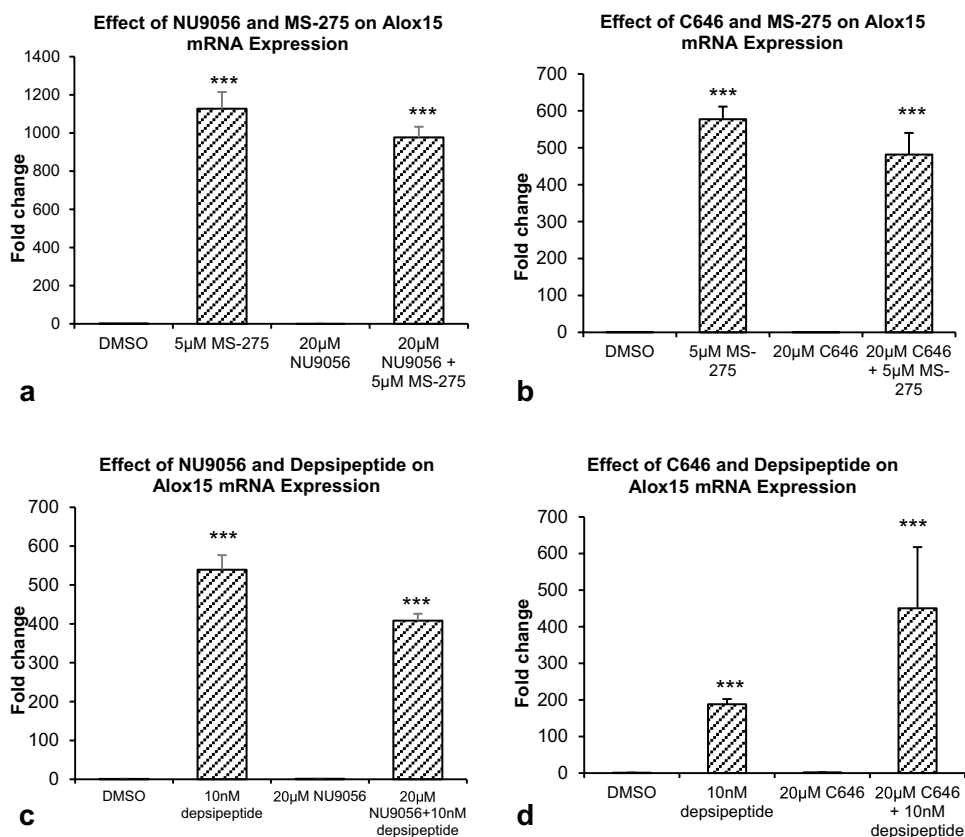 Effect of NU9056 and MS-275 on Alox15
mRNA Expression
Fold change
1400
1200
1000
800
600
400
200
0
***
***
DMSO
5µM MS-275
20µM
NU9056
20µM
NU9056 +
5µM MS-275
a
Effect of C646 and MS-275 on Alox15
mRNA Expression
Fold change
700
600
500
400
300
200
100
0
***
***
DMSO
5µM MS-
275
20µM C646
20µM C646
+ 5µM MS-
275
b
Effect of NU9056 and Depsipeptide on
Alox15 mRNA Expression
Fold change
700
600
500
400
300
200
100
0
***
***
DMSO
10nM
depsipeptide
20µM NU9056
20µM
NU9056+10nM
depsipeptide
c
Effect of C646 and Depsipeptide on
Alox15 mRNA Expression
Fold change
700
600
500
400
300
200
100
0
***
***
DMSO
10nM
depsipeptide
20µM C646
20µM C646
+ 10nM
depsipeptide
d